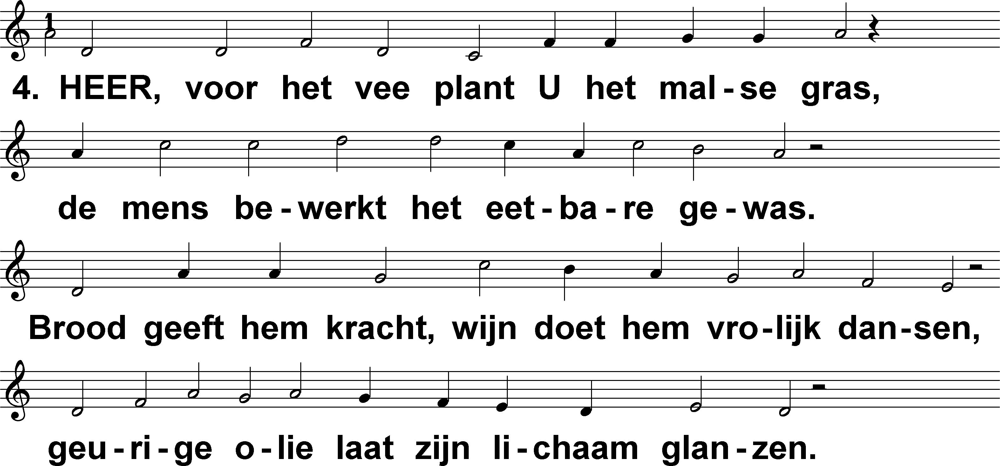 1
4. HEER, voor het vee plant U het mal - se gras,
de mens be - werkt het eet - ba - re ge - was.
Brood geeft hem kracht, wijn doet hem vro - lijk dan - sen,
geu - ri - ge o - lie laat zijn li - chaam glan - zen.